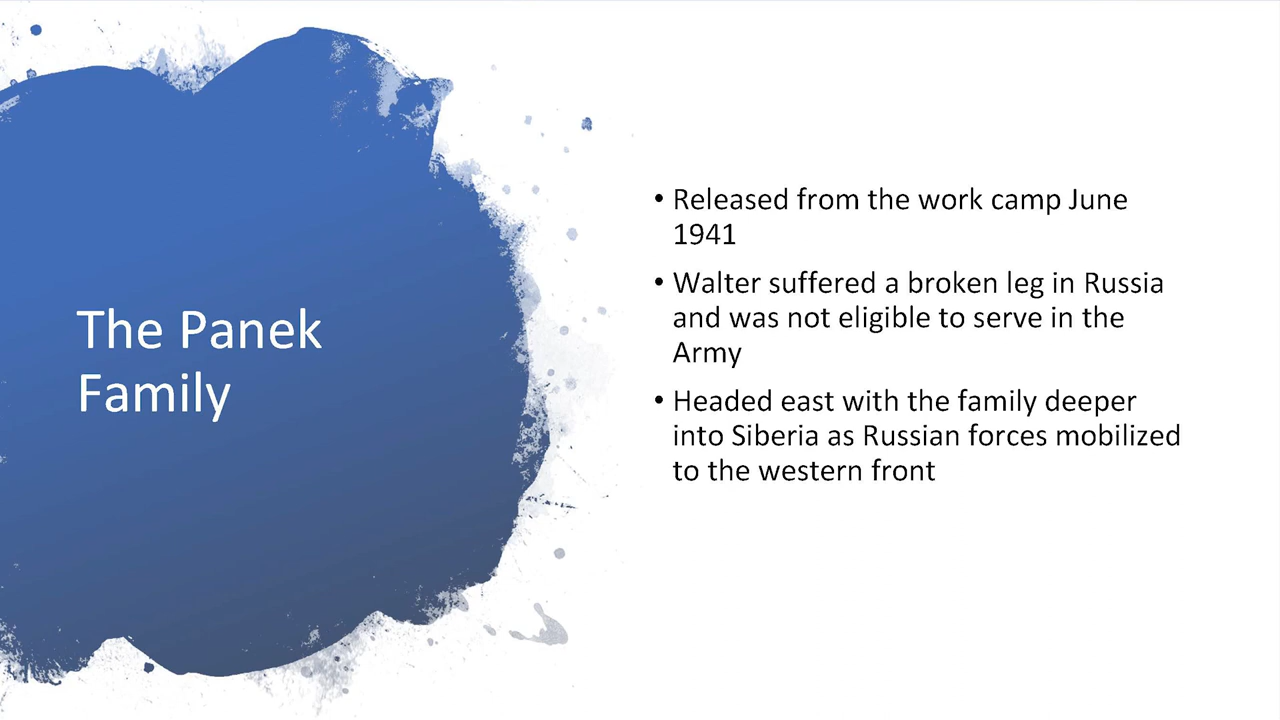 The Panek
Family
• Released from the work camp June
1941
• Walter suffered a broken leg in Russia
and was not eligible to serve in the
Army
• Headed east with the family deeper
into Siberia as Russian forces mobilized
to the western front